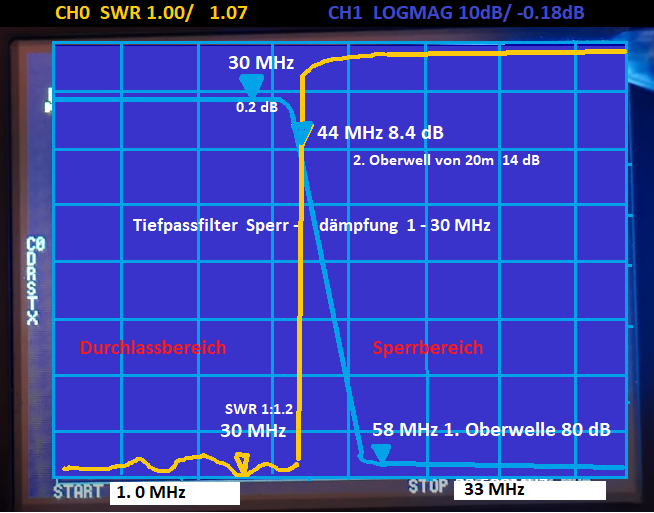 CH0 SWR 1.00/ 1.07
CH1 LOGMAG 10dB/ -0.18dB
30 MHz
0.2 dB
44 MHz 8.4 dB
2. Oberwell von 20m 14 dB
Tiefpassfilter Sperr - dämpfung 1 - 30 MHz
C0
D
R
S
T
X
Durchlassbereich
Sperrbereich
SWR 1:1.2
30 MHz
58 MHz 1. Oberwelle 80 dB
START 1. 0 MHz
STOP 33 MHz